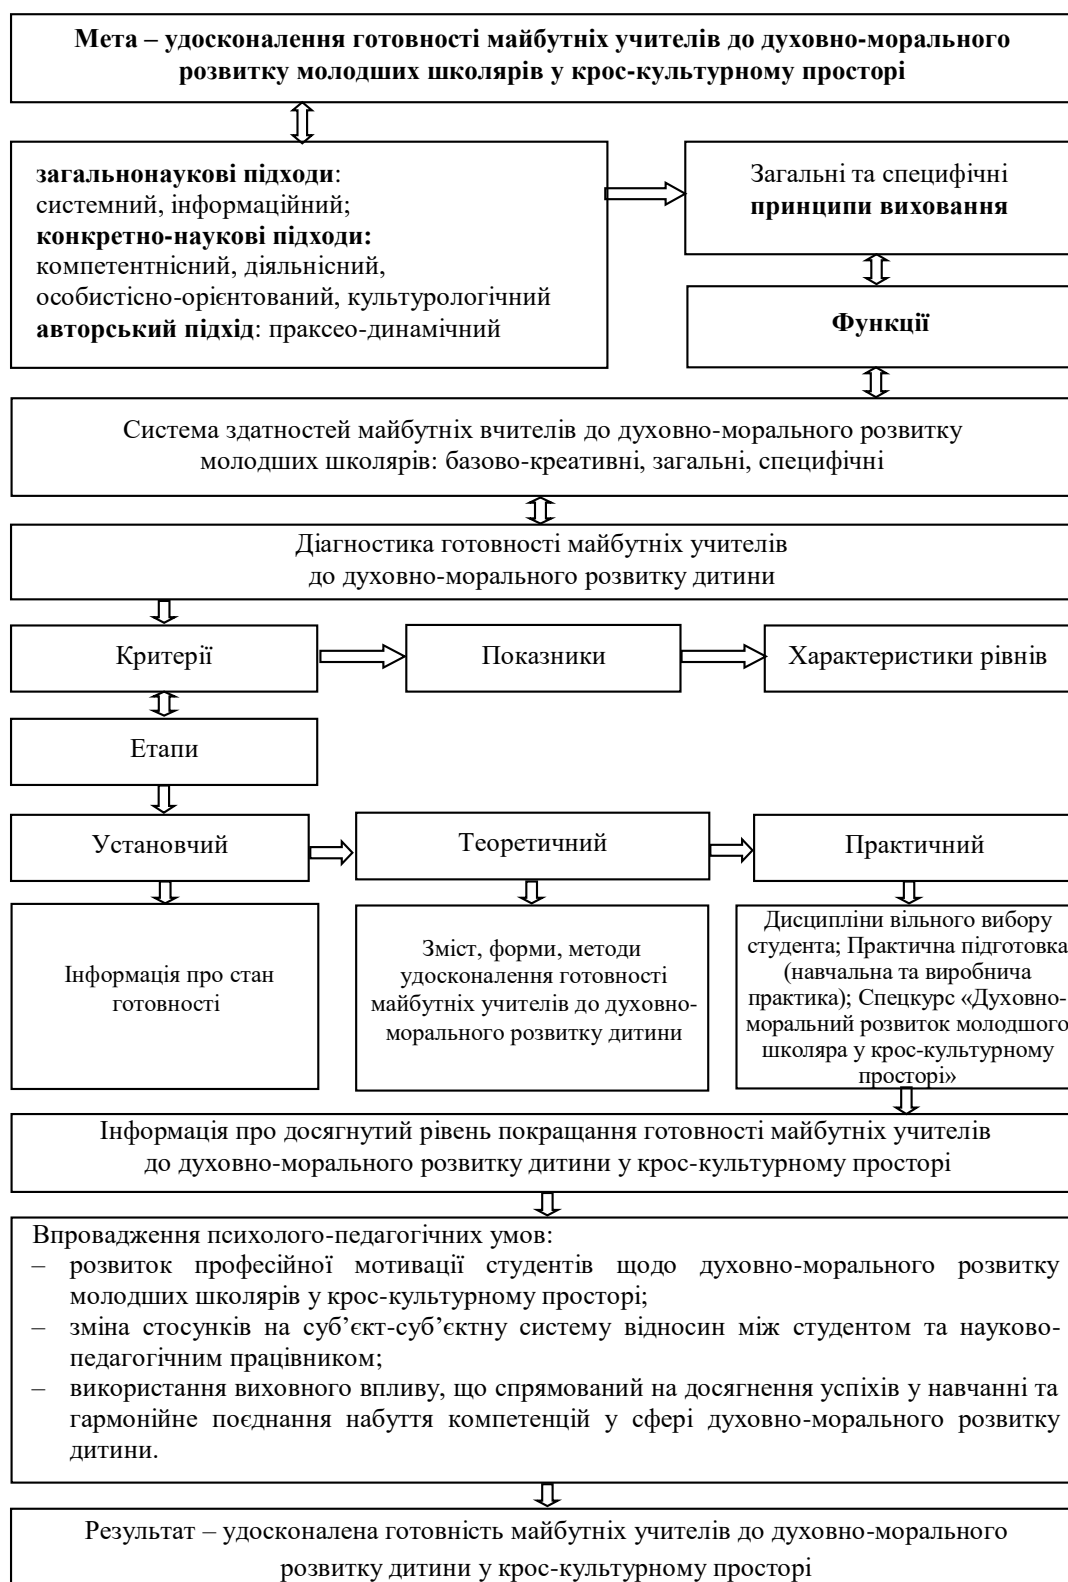 Мета – удосконалення готовності майбутніх учителів до духовно-морального
розвитку молодших школярів у крос-культурному просторі
загальнонаукові підходи:
системний, інформаційний;
конкретно-наукові підходи:
компетентнісний, діяльнісний,
особистісно-орієнтований, культурологічний
авторський підхід: праксео-динамічний
Загальні та специфічні
принципи виховання
Функції
Система здатностей майбутніх вчителів до духовно-морального розвитку
молодших школярів: базово-креативні, загальні, специфічні
Діагностика готовності майбутніх учителів
до духовно-морального розвитку дитини
Критерії
Показники
Характеристики рівнів
Етапи
Установчий
Теоретичний
Практичний
Інформація про стан
готовності
Зміст, форми, методи
удосконалення готовності
майбутніх учителів до духовно-
морального розвитку дитини
Дисципліни вільного вибору
студента; Практична підготовка
(навчальна та виробнича
практика); Спецкурс «Духовно-
моральний розвиток молодшого
школяра у крос-культурному
просторі»
Інформація про досягнутий рівень покращання готовності майбутніх учителів
до духовно-морального розвитку дитини у крос-культурному просторі
Впровадження психолого-педагогічних умов:
– розвиток професійної мотивації студентів щодо духовно-морального розвитку
молодших школярів у крос-культурному просторі;
– зміна стосунків на суб’єкт-суб’єктну систему відносин між студентом та науково-
педагогічним працівником;
– використання виховного впливу, що спрямований на досягнення успіхів у навчанні та
гармонійне поєднання набуття компетенцій у сфері духовно-морального розвитку
дитини.
Результат – удосконалена готовність майбутніх учителів до духовно-морального
розвитку дитини у крос-культурному просторі